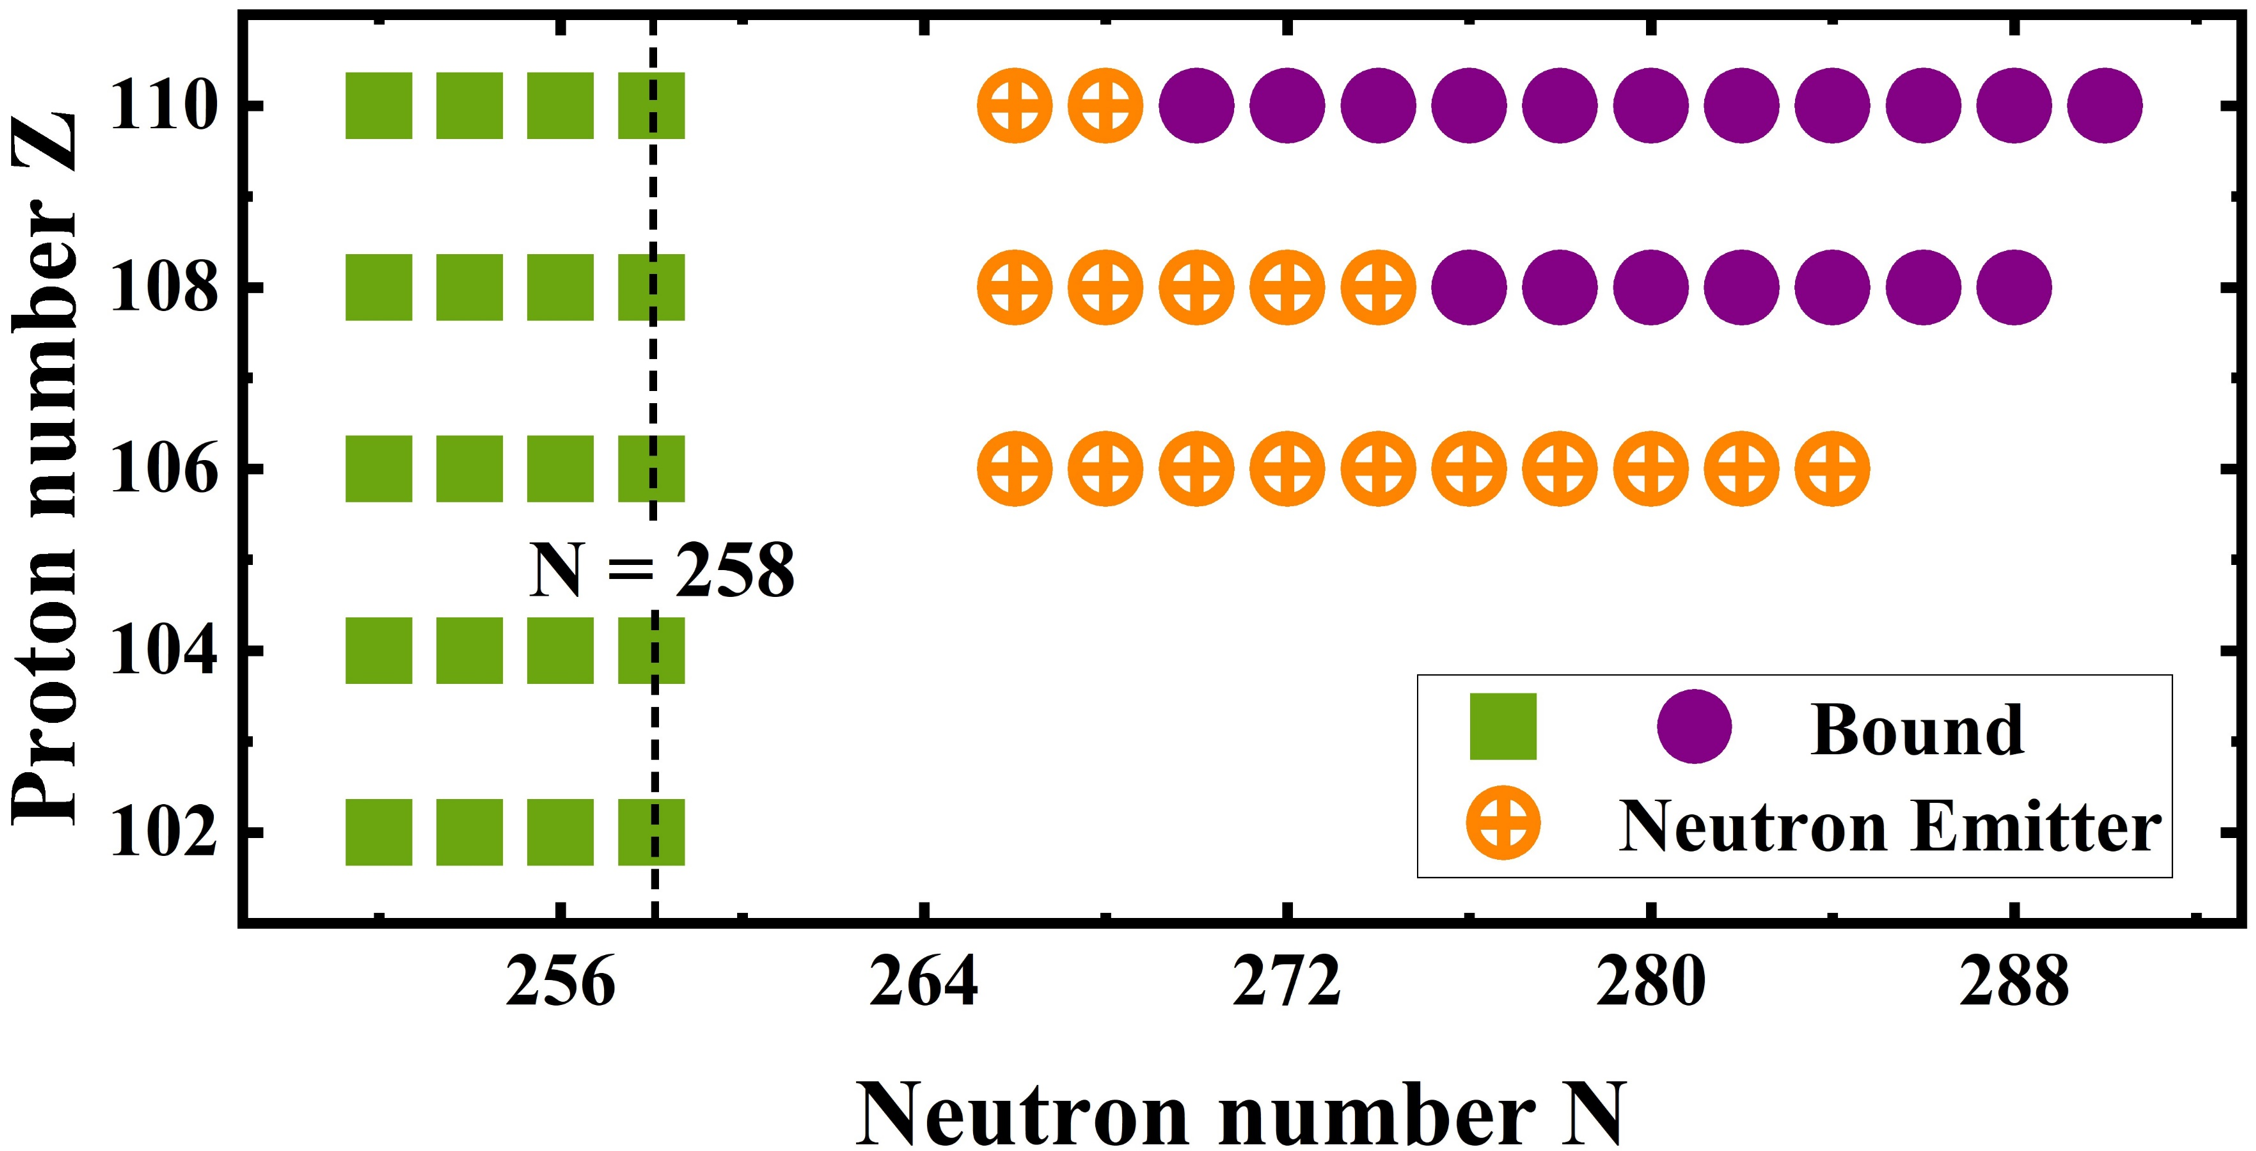 Proton number Z
110
108
106
104
102
N = 258
Bound
Neutron Emitter
256 264 272 280 288
Neutron number N